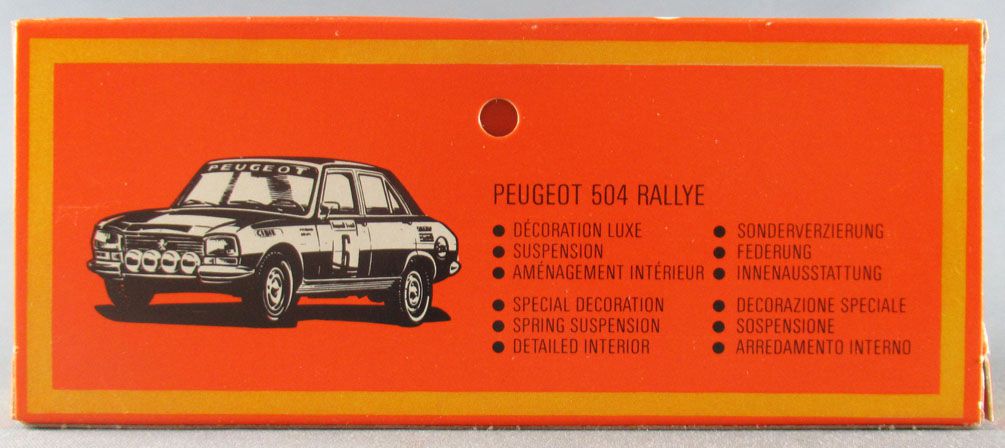 PEUGEOT
6
PEUGEOT 504 RALLYE
● DÉCORATION LUXE
● SUSPENSION
● AMÉNAGEMENT INTÉRIEUR
● SPECIAL DECORATION
● SPRING SUSPENSION
● DETAILED INTERIOR
● SONDERVERZIERUNG
● FEDERUNG
● INNENAUSSTATTUNG
● DECORAZIONE SPECIALE
● SOSPENSIONE
● ARREDAMENTO INTERNO